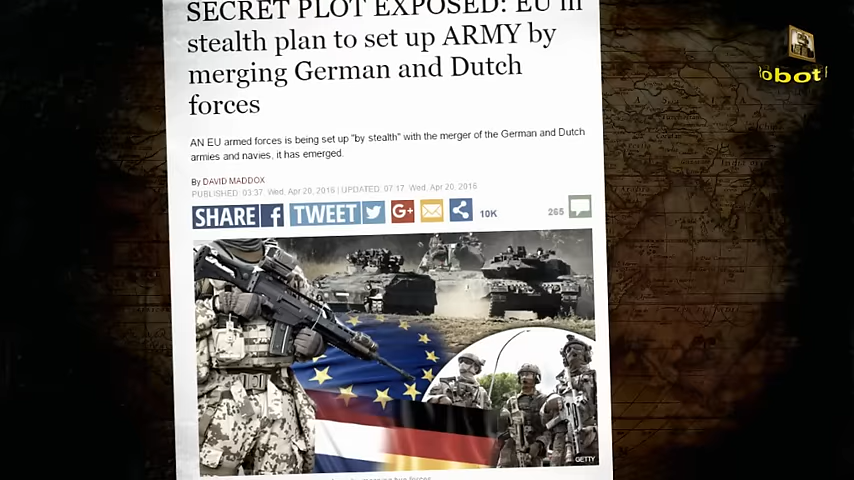 SECRET PLOT EXPOSED: EU in
stealth plan to set up ARMY by
merging German and Dutch
forces
AN EU armed forces is being set up "by stealth" with the merger of the German and Dutch
armies and navies, it has emerged.
By DAVID MADDOX
PUBLISHED: 03:37 Wed, Apr 20, 2016 | UPDATED: 07:17 Wed, Apr 20, 2016
SHARE f TWEET G+ 10K 265
GETTY
obot